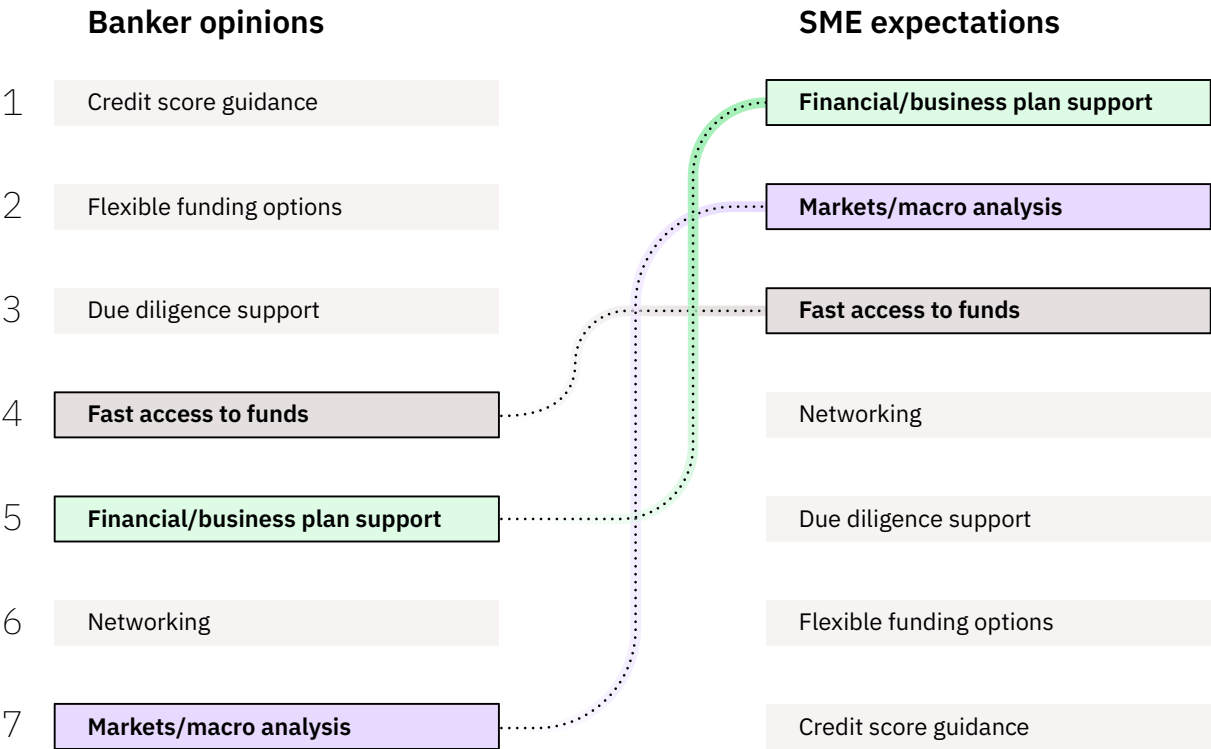 Banker opinions
SME expectations
1
Credit score guidance
Financial/business plan support
2
Flexible funding options
Markets/macro analysis
3
Due diligence support
Fast access to funds
4
Fast access to funds
Networking
5
Financial/business plan support
Due diligence support
6
Networking
Flexible funding options
7
Markets/macro analysis
Credit score guidance